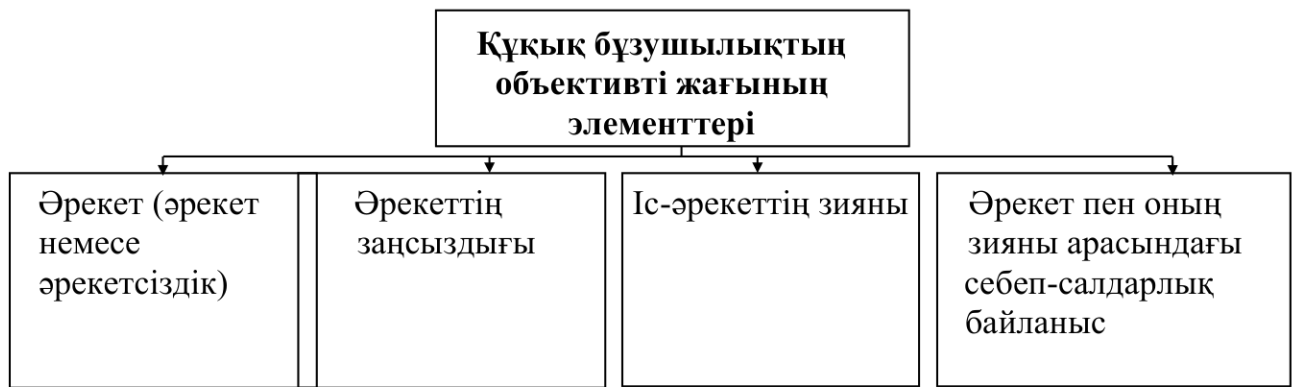 Құқық бұзушылықтың
объективті жағының
элементтері
Әрекет (әрекет
немесе
әрекетсіздік)
Әрекеттің
заңсыздығы
Іс-әрекеттің зияны
Әрекет пен оның
зияны арасындағы
себеп-салдарлық
байланыс